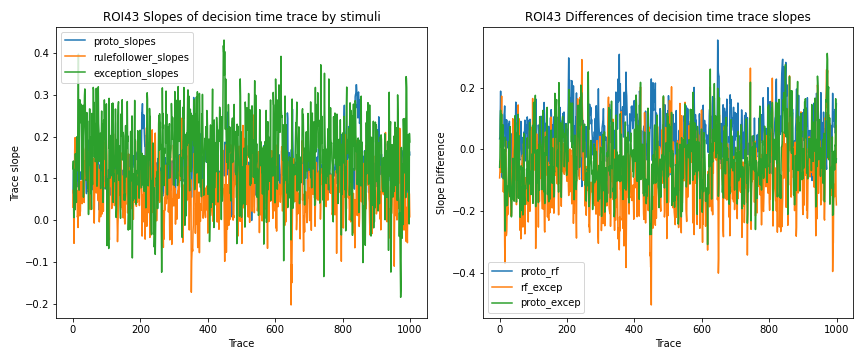 ROI43 Slopes of decision time trace by stimuli
proto_slopes
rulefollower_slopes
exception_slopes
0.4
0.3
0.2
0.1
0.0
−0.1
−0.2
Trace slope
0
200
400
600
800
1000
Trace
ROI43 Differences of decision time trace slopes
0.2
0.0
−0.2
−0.4
Slope Difference
proto_rf
rf_excep
proto_excep
0
200
400
600
800
1000
Trace